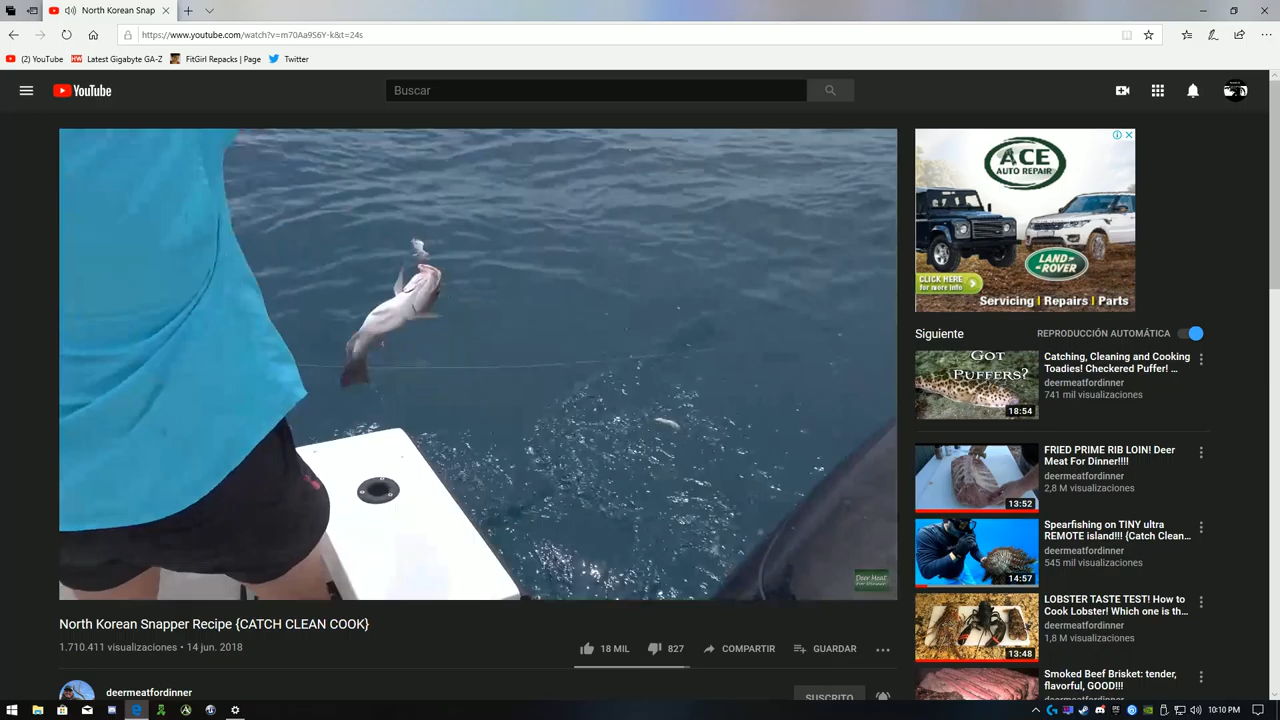 North Korean Snap
https://www.youtube.com/watch?v=m70Aa9S6Y-k&t=24s
(2) YouTube
Latest Gigabyte GA-Z
FitGirl Repacks | Page
Twitter
YouTube
Buscar
ACE
AUTO REPAIR
LAND-
ROVER
CLICK HERE
for more info
Servicing | Repairs | Parts
Deer Meat
For Dinner
Siguiente
REPRODUCCIÓN AUTOMÁTICA
GOT
PUFFERS?
18:54
Catching, Cleaning and Cooking
Toadies! Checkered Puffer! ...
deermeatfordinner
741 mil visualizaciones
13:52
FRIED PRIME RIB LOIN! Deer
Meat For Dinner!!!!
deermeatfordinner
2,8 M visualizaciones
14:57
Spearfishing on TINY ultra
REMOTE island!!! {Catch Clean...
deermeatfordinner
545 mil visualizaciones
13:48
LOBSTER TASTE TEST! How to
Cook Lobster! Which one is th...
deermeatfordinner
1,8 M visualizaciones
Smoked Beef Brisket: tender,
flavorful, GOOD!!!
deermeatfordinner
North Korean Snapper Recipe {CATCH CLEAN COOK}
1.710.411 visualizaciones • 14 jun. 2018
18 MIL
827
COMPARTIR
GUARDAR
deermeatfordinner
SUSCRITO
10:10 PM